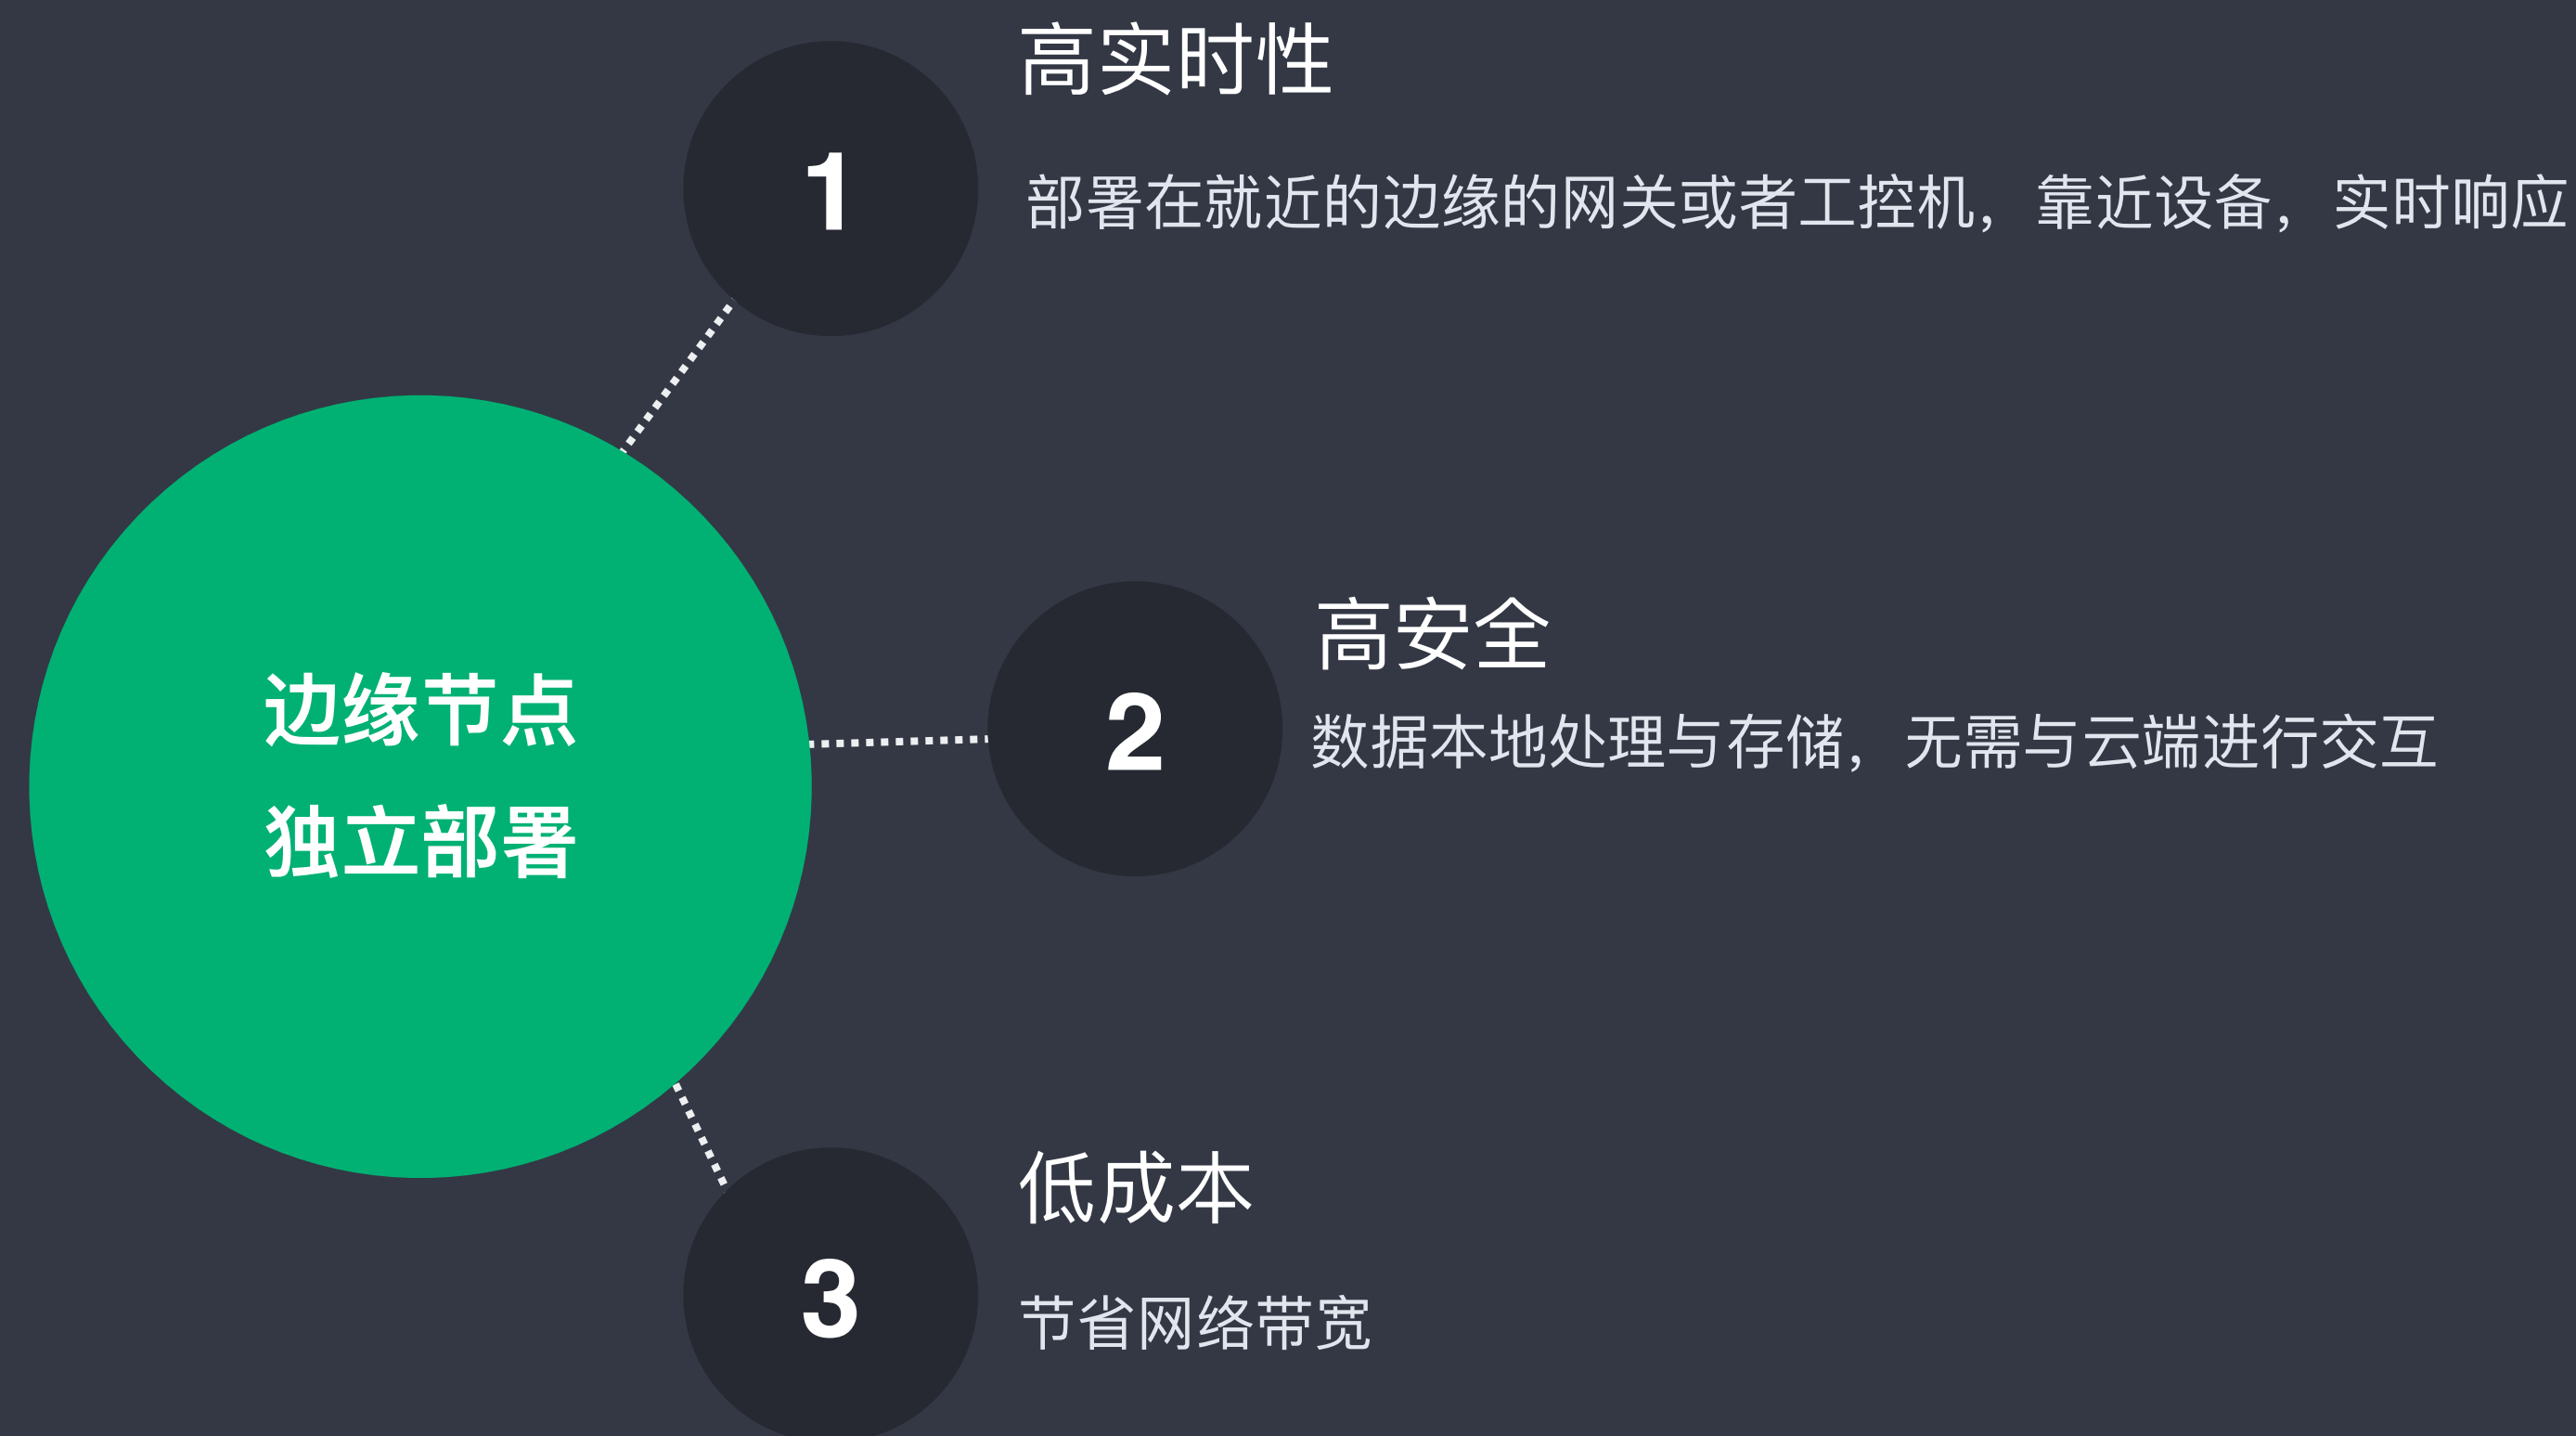 高实时性
1
部署在就近的边缘的网关或者工控机，靠近设备，实时响应
边缘节点
独立部署
2
高安全
数据本地处理与存储，无需与云端进行交互
低成本
3
节省网络带宽